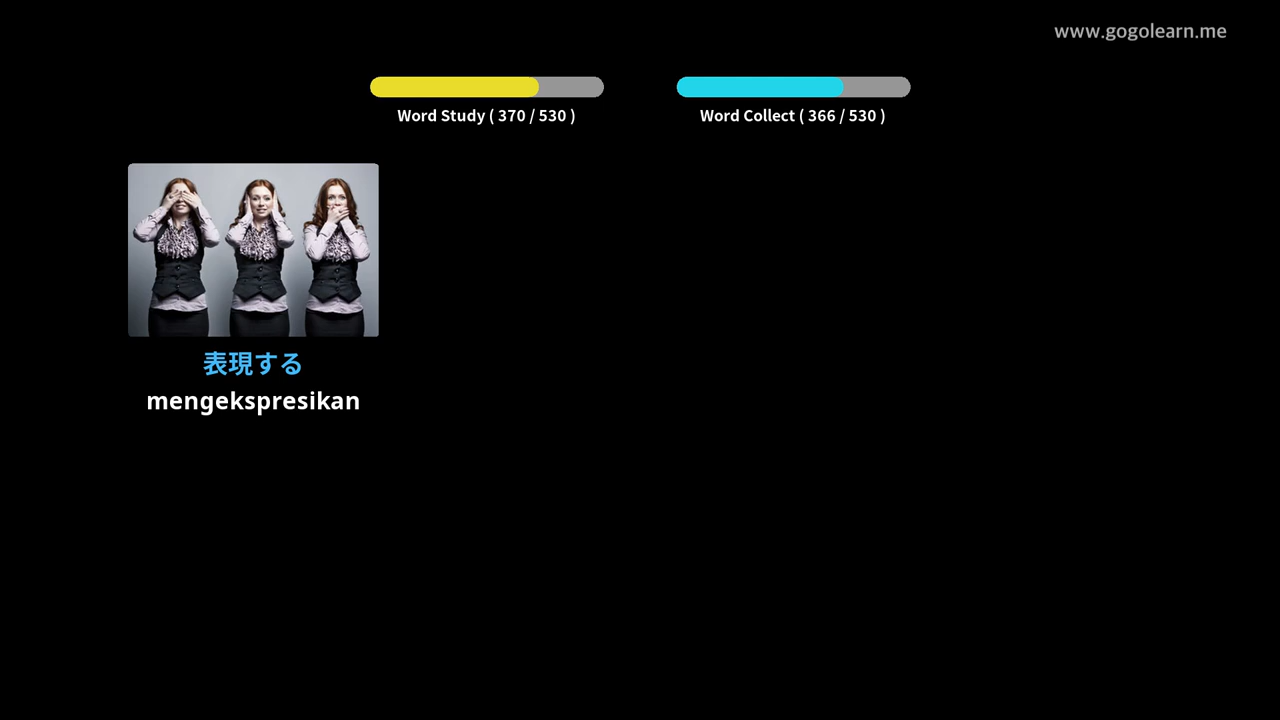 www.gogolearn.me
Word Study ( 370 / 530 )
Word Collect ( 366 / 530 )
表現する
mengekspresikan